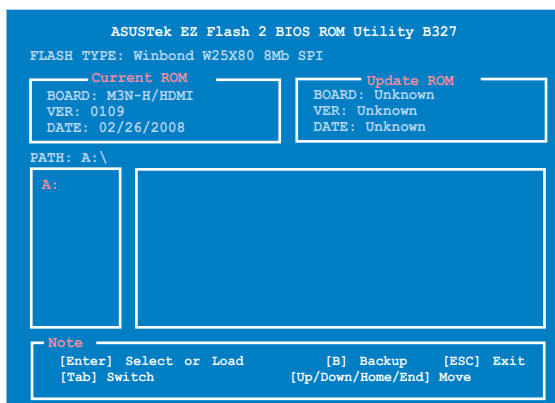 ASUSTek EZ Flash 2 BIOS ROM Utility B327
FLASH TYPE: Winbond W25X80 8Mb SPI
Current ROM
BOARD: M3N-H/HDMI
VER: 0109
DATE: 02/26/2008
Update ROM
BOARD: Unknown
VER: Unknown
DATE: Unknown
PATH: A:\
A:
Note
[Enter] Select or Load [B] Backup [ESC] Exit
[Tab] Switch [Up/Down/Home/End] Move